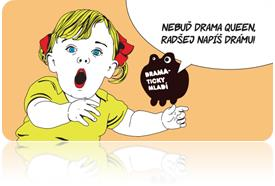 NEBUĎ DRAMA QUEEN,
RADŠEJ NAPÍŠ DRÁMU!
DRAMA-
TICKY
MLADÍ